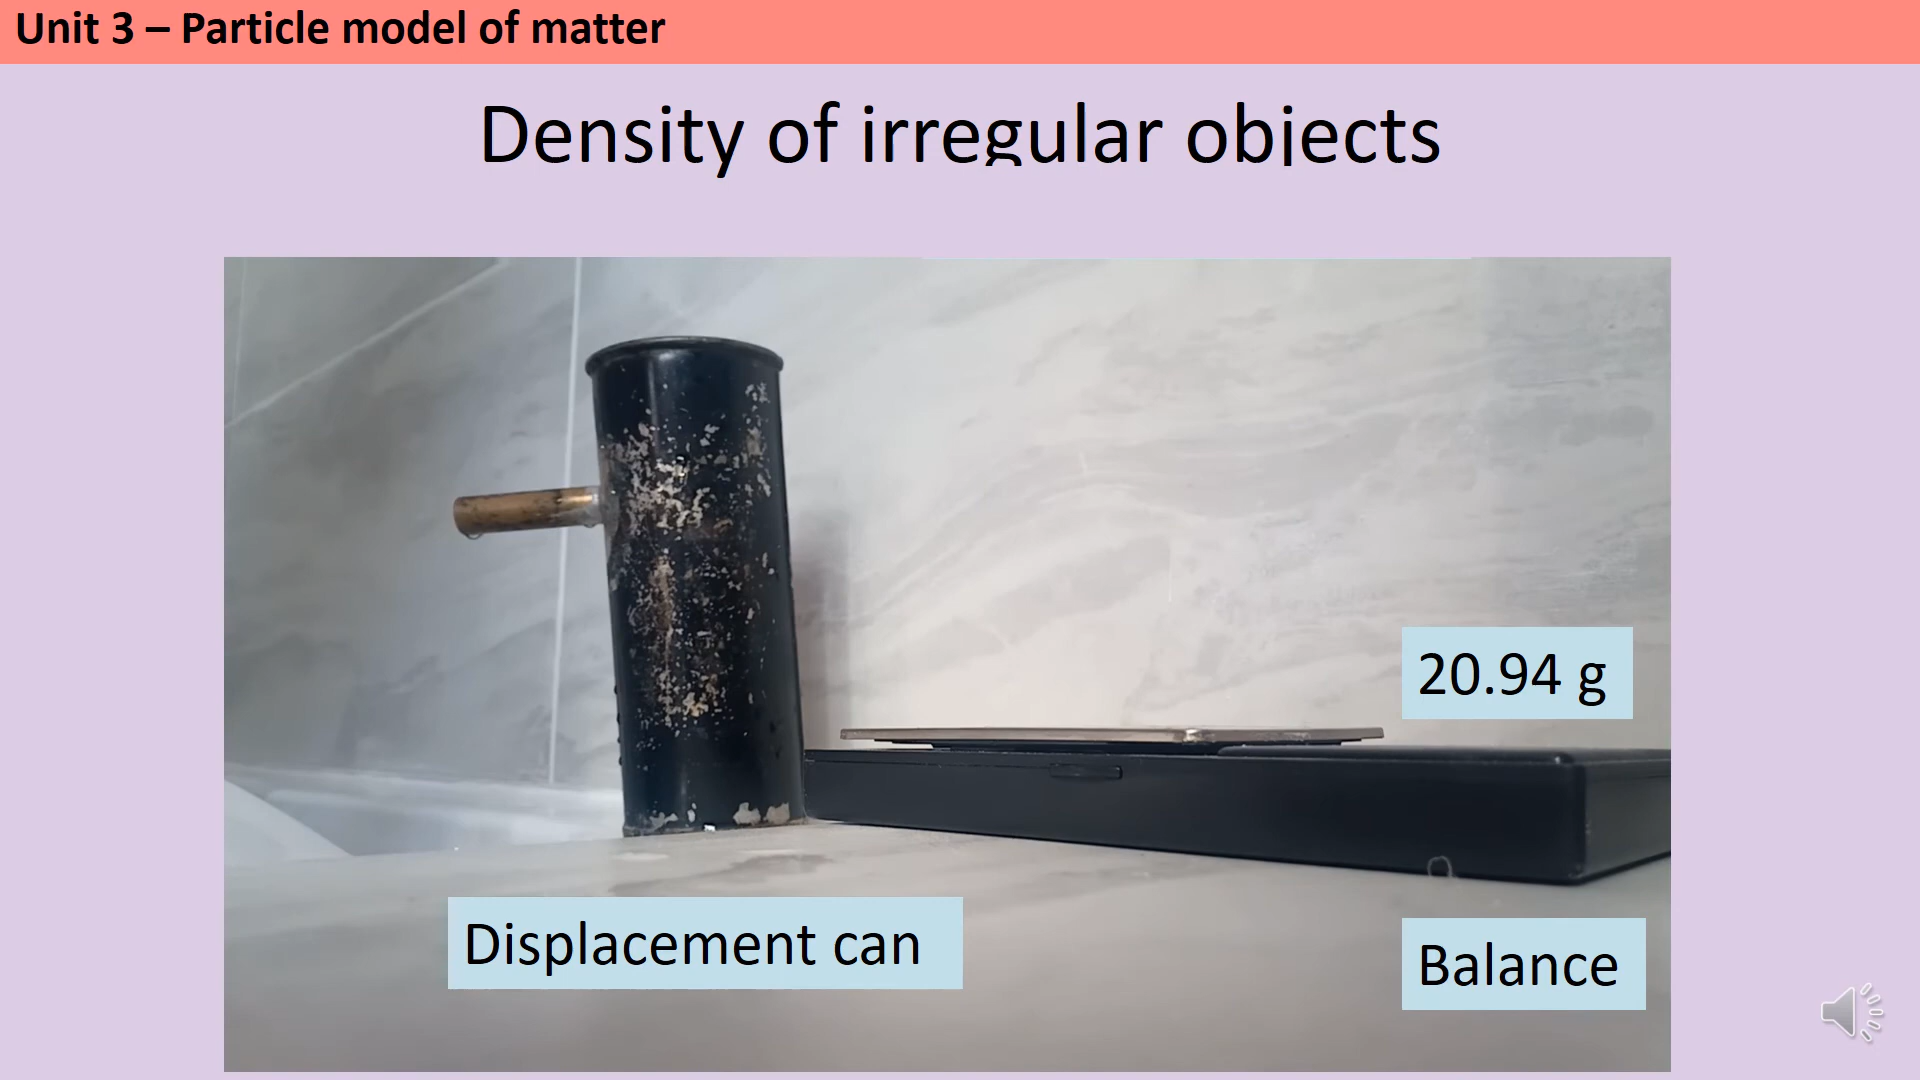 Unit 3 – Particle model of matter
Density of irregular objects
20.94 g
Displacement can
Balance